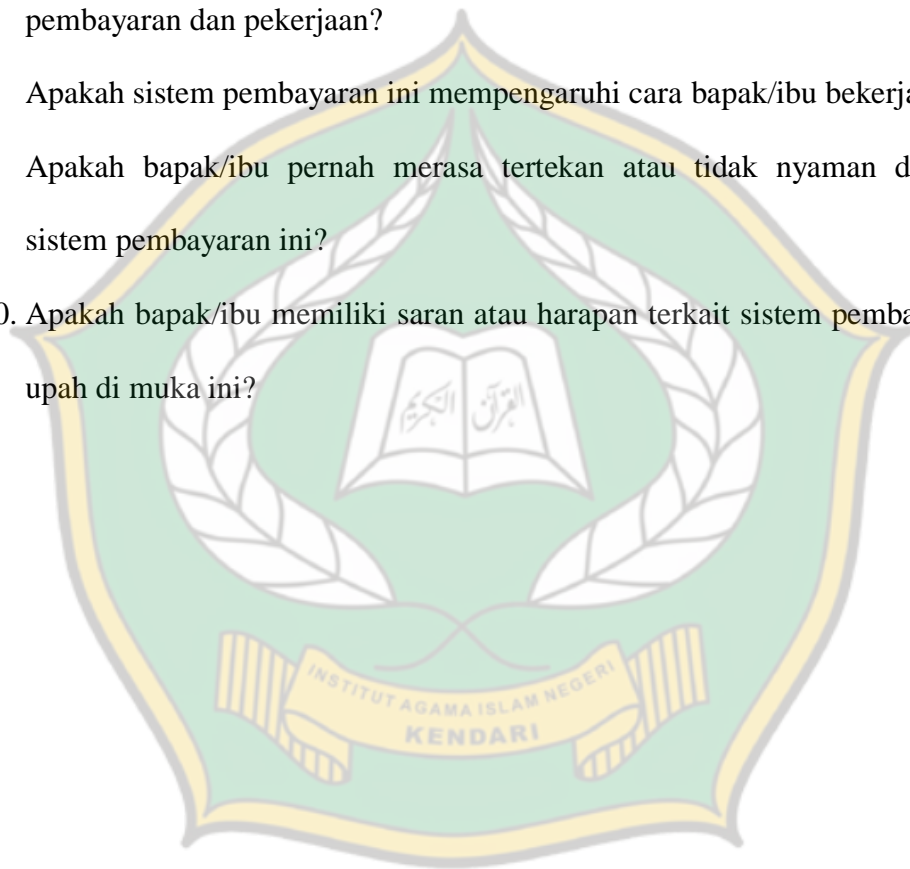 pembayaran dan pekerjaan?
Apakah sistem pembayaran ini mempengaruhi cara bapak/ibu bekerja
Apakah bapak/ibu pernah merasa tertekan atau tidak nyaman d
sistem pembayaran ini?
0. Apakah bapak/ibu memiliki saran atau harapan terkait sistem pemba
upah di muka ini?
القرآن الكريم
INSTITUT AGAMA ISLAM NEGERI
KENDARI